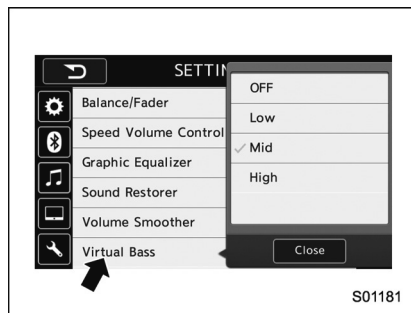 SETTIN
Balance/Fader
Speed Volume Control
Graphic Equalizer
Sound Restorer
Volume Smoother
Virtual Bass
OFF
Low
Mid
High
Close
S01181